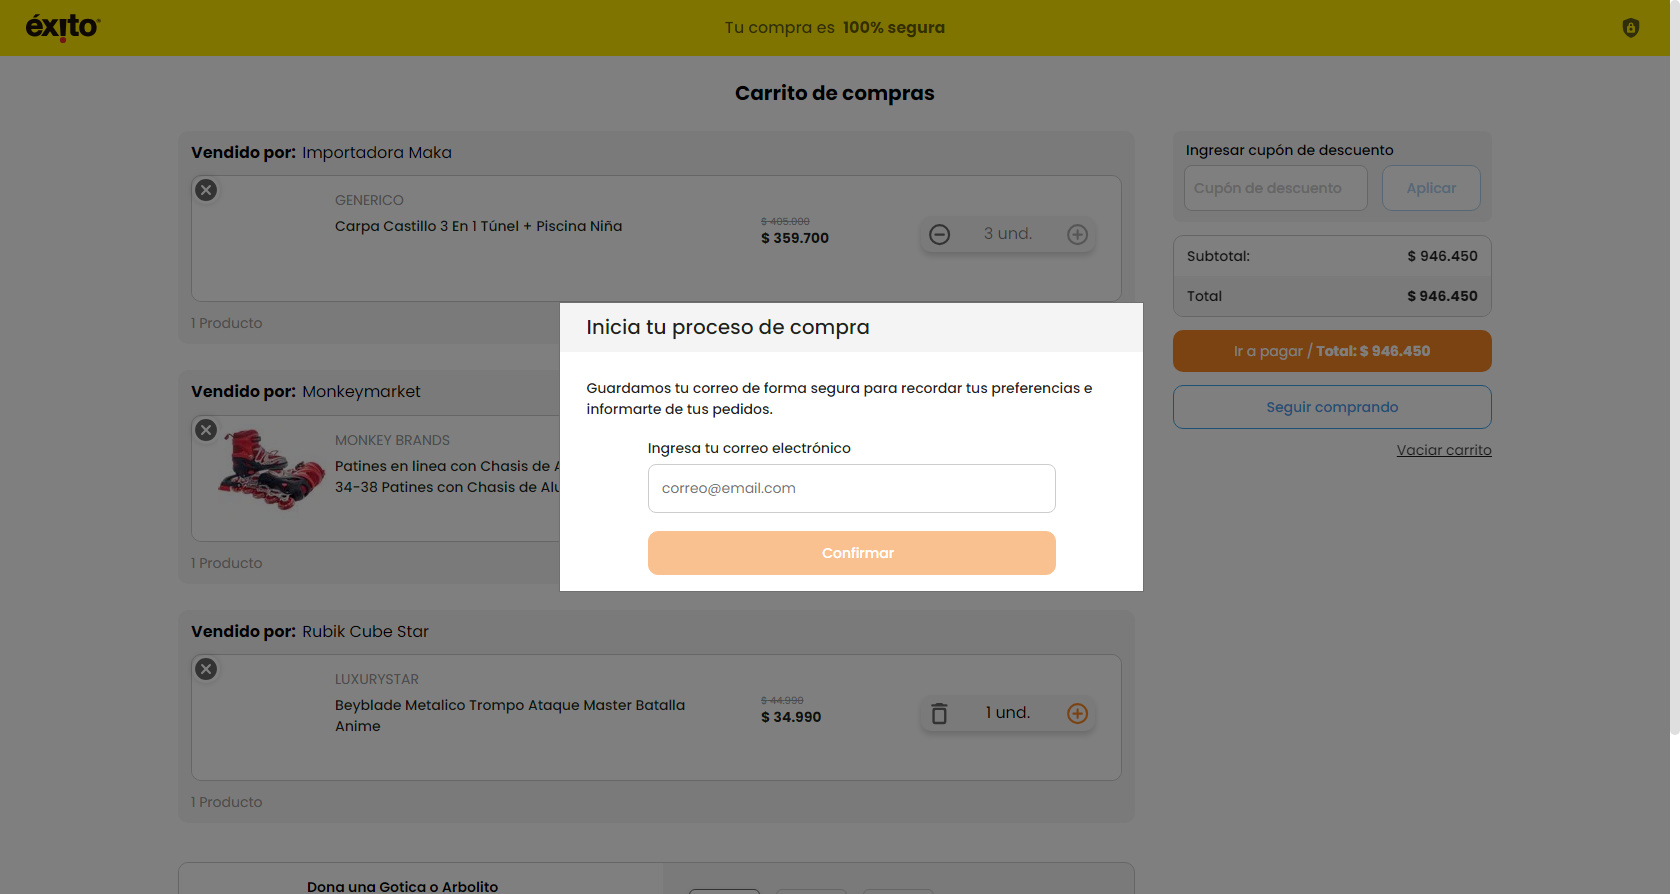 éxito
Tu compra es 100% segura
Carrito de compras
Vendido por: Importadora Maka
GENERICO
Carpa Castillo 3 En 1 Túnel + Piscina Niña
$ 405.000
$ 359.700
3 und.
1 Producto
Vendido por: Monkeymarket
MONKEY BRANDS
Patines en linea con Chasis de
34-38 Patines con Chasis de
Vendido por: Rubik Cube Star
LUXURYSTAR
Beyblade Metalico Trompo Ataque Master Batalla
Anime
$ 44.990
$ 34.990
1 und.
1 Producto
1 Producto
Dona una Gotica o Arbolito
Ingresar cupón de descuento
Cupón de descuento
Aplicar
Subtotal: $ 946.450
Total $ 946.450
Ir a pagar / Total: $ 946.450
Seguir comprando
Vaciar carrito
Inicia tu proceso de compra
Guardamos tu correo de forma segura para recordar tus preferencias e
informarte de tus pedidos.
Ingresa tu correo electrónico
correo@email.com
Confirmar